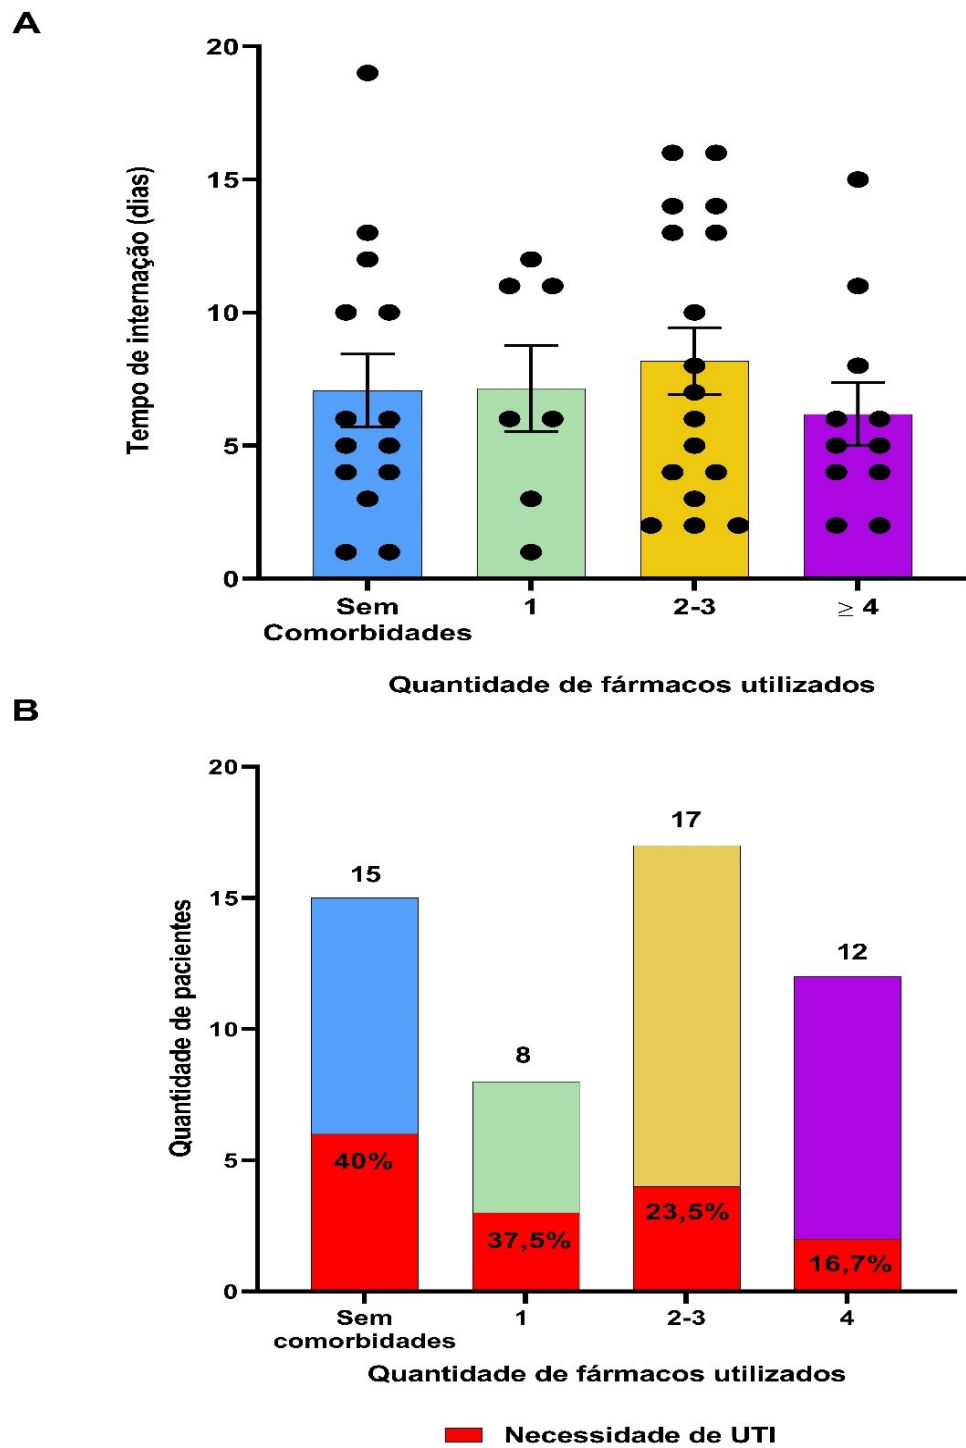 A
20
15
10
5
0
Tempo de internação (dias)
Sem
Comorbidades
1
2-3
≥ 4
Quantidade de fármacos utilizados
B
20
15
10
5
0
Quantidade de pacientes
15
8
17
12
40%
37,5%
23,5%
16,7%
Sem
comorbidades
1
2-3
4
Quantidade de fármacos utilizados
Necessidade de UTI